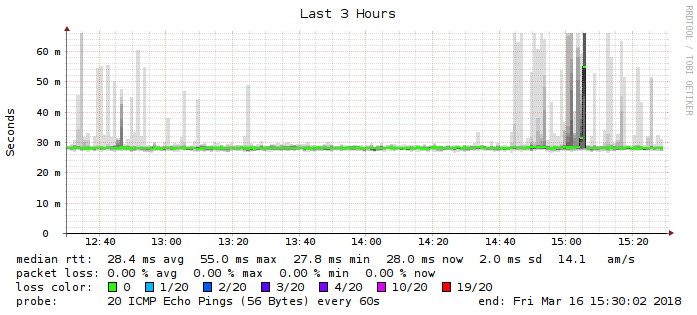 Last 3 Hours
RRDTOOL / TOBI OETIKER
Seconds
60 m
50 m
40 m
30 m
20 m
10 m
0
12:40 13:00 13:20 13:40 14:00 14:20 14:40 15:00 15:20
median rtt: 28.4 ms avg 55.0 ms max 27.8 ms min 28.0 ms now 2.0 ms sd 14.1 am/s
packet loss: 0.00 % avg 0.00 % max 0.00 % min 0.00 % now
loss color: 0 1/20 2/20 3/20 4/20 10/20 19/20
probe: 20 ICMP Echo Pings (56 Bytes) every 60s end: Fri Mar 16 15:30:02 2018